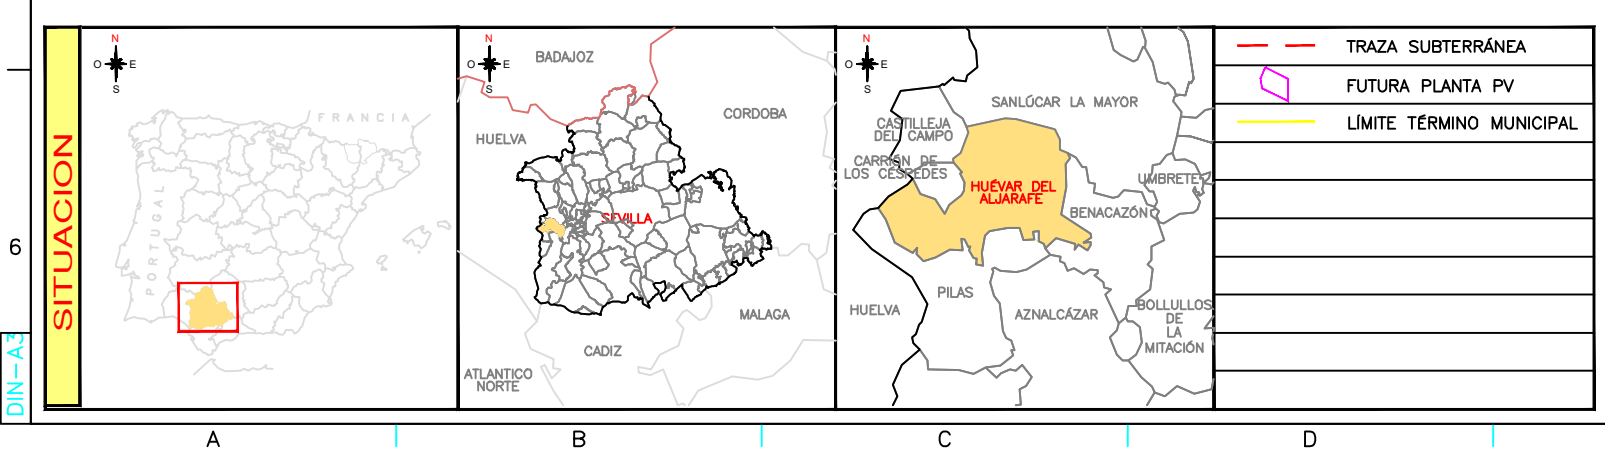 6
DIN-A3
SITUACION
N
O E
S
FRANCIA
PORTUGAL
N
O E
S
BADAJOZ
CORDOBA
HUELVA
SEVILLA
MALAGA
CADIZ
ATLANTICO
NORTE
N
O E
S
SANLÚCAR LA MAYOR
CASTILLEJA
DEL CAMPO
CARRIÓN DE
LOS CÉSPEDES
HUÉVAR DEL
ALJARAFE
UMBRETE
BENACAZÓN
PILAS
HUELVA
AZNALCÁZAR
BOLLULLOS
DE
LA
MITACIÓN
TRAZA SUBTERRÁNEA
FUTURA PLANTA PV
LÍMITE TÉRMINO MUNICIPAL
A
B
C
D